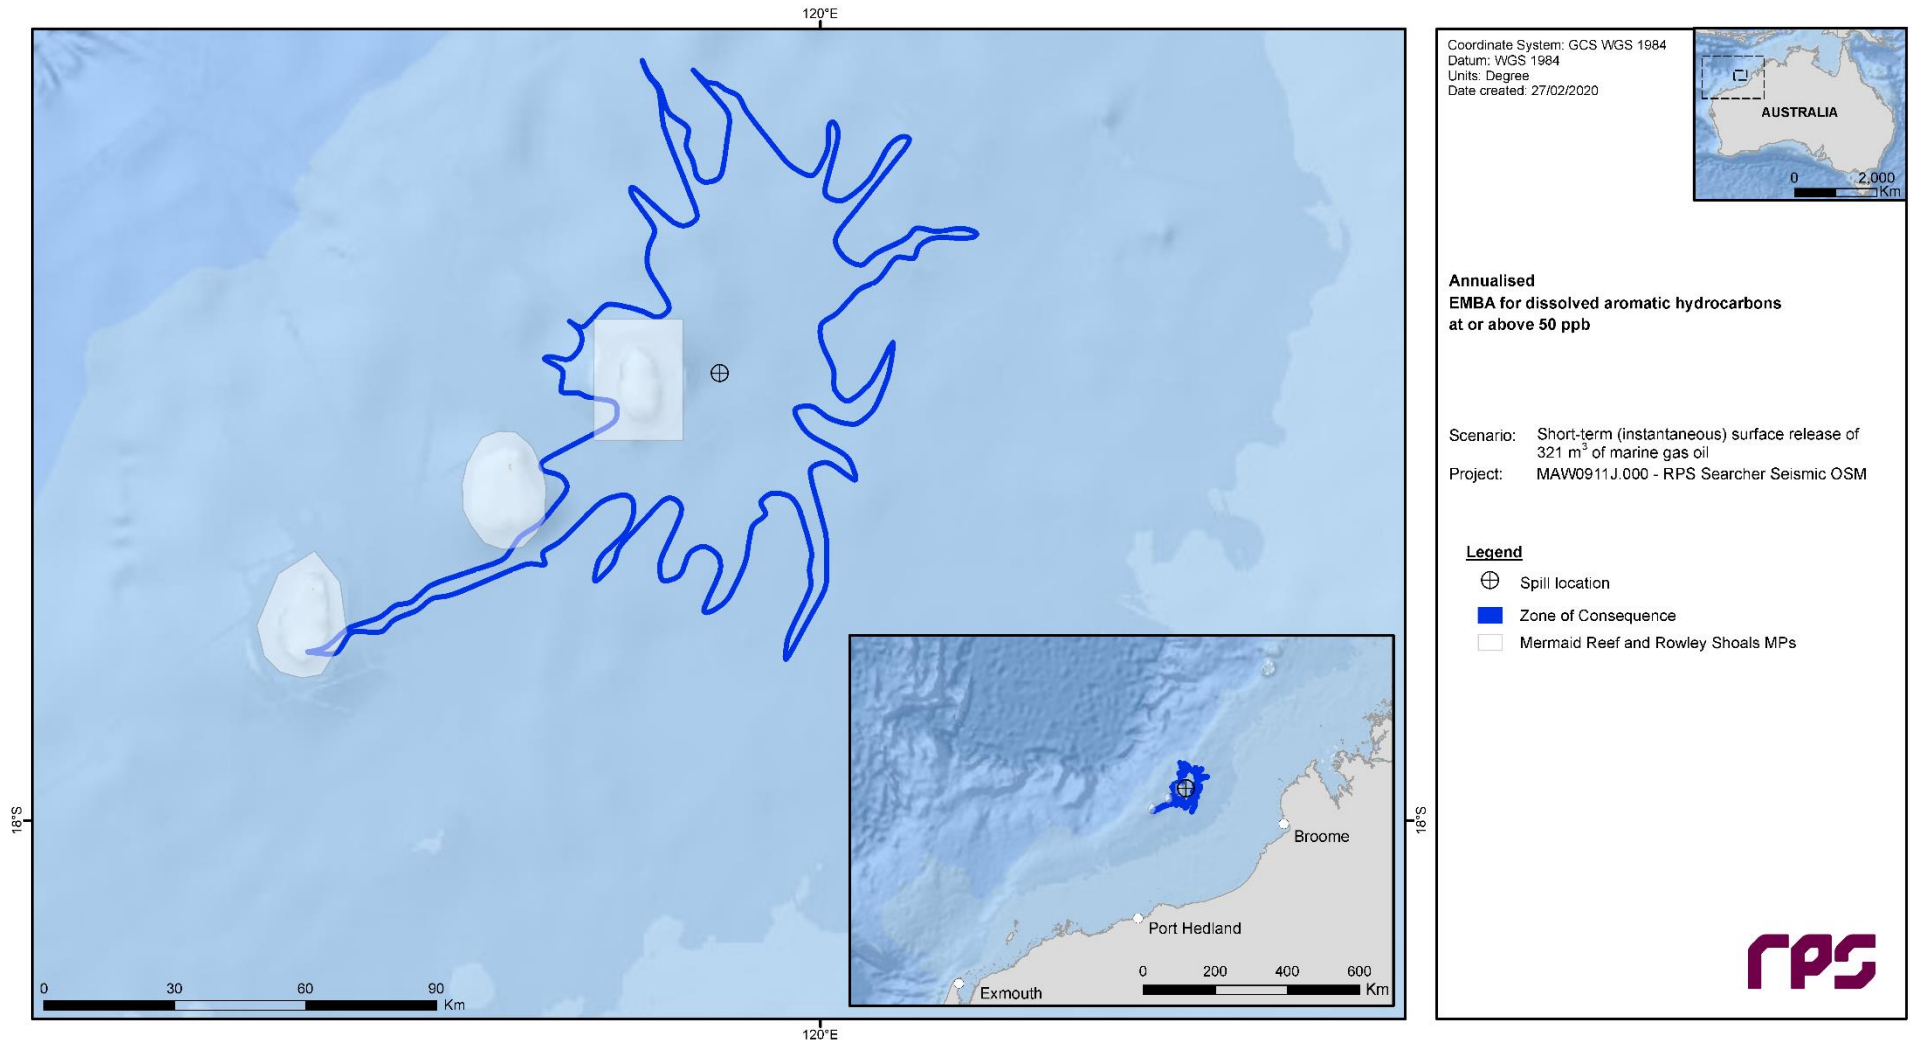 120°E
18°S
18°S
0 30 60 90
Km
120°E
Broome
Port Hedland
Exmouth
0 200 400 600
Km
Coordinate System: GCS WGS 1984
Datum: WGS 1984
Units: Degree
Date created: 27/02/2020
AUSTRALIA
0 2,000
Km
Annualised
EMBA for dissolved aromatic hydrocarbons
at or above 50 ppb
Scenario: Short-term (instantaneous) surface release of
321 m³ of marine gas oil
Project: MAW0911J.000 - RPS Searcher Seismic OSM
Legend
Spill location
Zone of Consequence
Mermaid Reef and Rowley Shoals MPs
rps